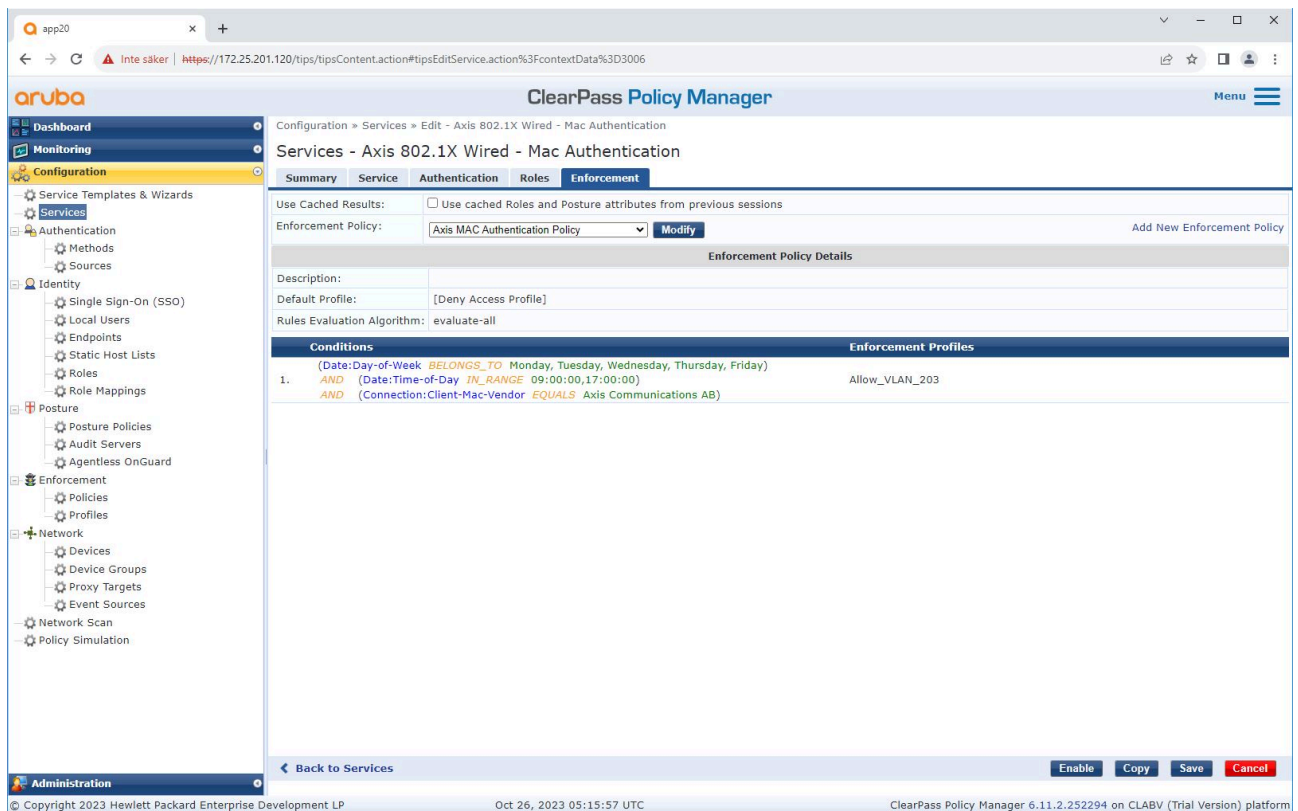 app20
Inte säker https://172.25.201.120/tips/tipsContent.action#tipsEditService.action%3FcontextData%3D3006
aruba
ClearPass Policy Manager
Menu
Dashboard
Monitoring
Configuration
Service Templates & Wizards
Services
Authentication
Methods
Sources
Identity
Single Sign-On (SSO)
Local Users
Endpoints
Static Host Lists
Roles
Role Mappings
Posture
Posture Policies
Audit Servers
Agentless OnGuard
Enforcement
Policies
Profiles
Network
Devices
Device Groups
Proxy Targets
Event Sources
Network Scan
Policy Simulation
Administration
Configuration » Services » Edit - Axis 802.1X Wired - Mac Authentication
Services - Axis 802.1X Wired - Mac Authentication
Summary Service Authentication Roles Enforcement
Use Cached Results: Use cached Roles and Posture attributes from previous sessions
Enforcement Policy: Axis MAC Authentication Policy Modify Add New Enforcement Policy
Enforcement Policy Details
Description:
Default Profile: [Deny Access Profile]
Rules Evaluation Algorithm: evaluate-all
Conditions Enforcement Profiles
(Date:Day-of-Week BELONGS_TO Monday, Tuesday, Wednesday, Thursday, Friday)
1. AND (Date:Time-of-Day IN_RANGE 09:00:00,17:00:00) Allow_VLAN_203
AND (Connection:Client-Mac-Vendor EQUALS Axis Communications AB)
Back to Services Enable Copy Save Cancel
© Copyright 2023 Hewlett Packard Enterprise Development LP Oct 26, 2023 05:15:57 UTC ClearPass Policy Manager 6.11.2.252294 on CLABV (Trial Version) platform